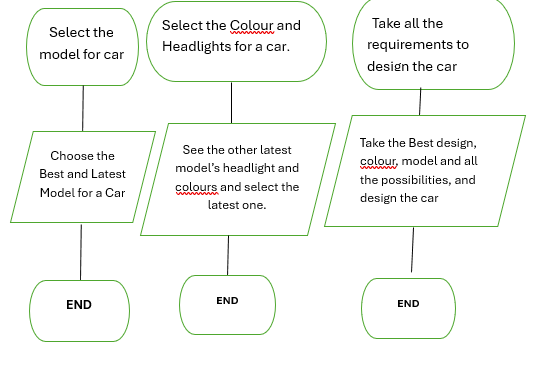 Select the
model for car
Select the Colour and
Headlights for a car.
Take all the
requirements to
design the car
Choose the
Best and Latest
Model for a Car
See the other latest
model's headlight and
colours and select the
latest one.
Take the Best design,
colour, model and all
the possibilities, and
design the car
END
END
END